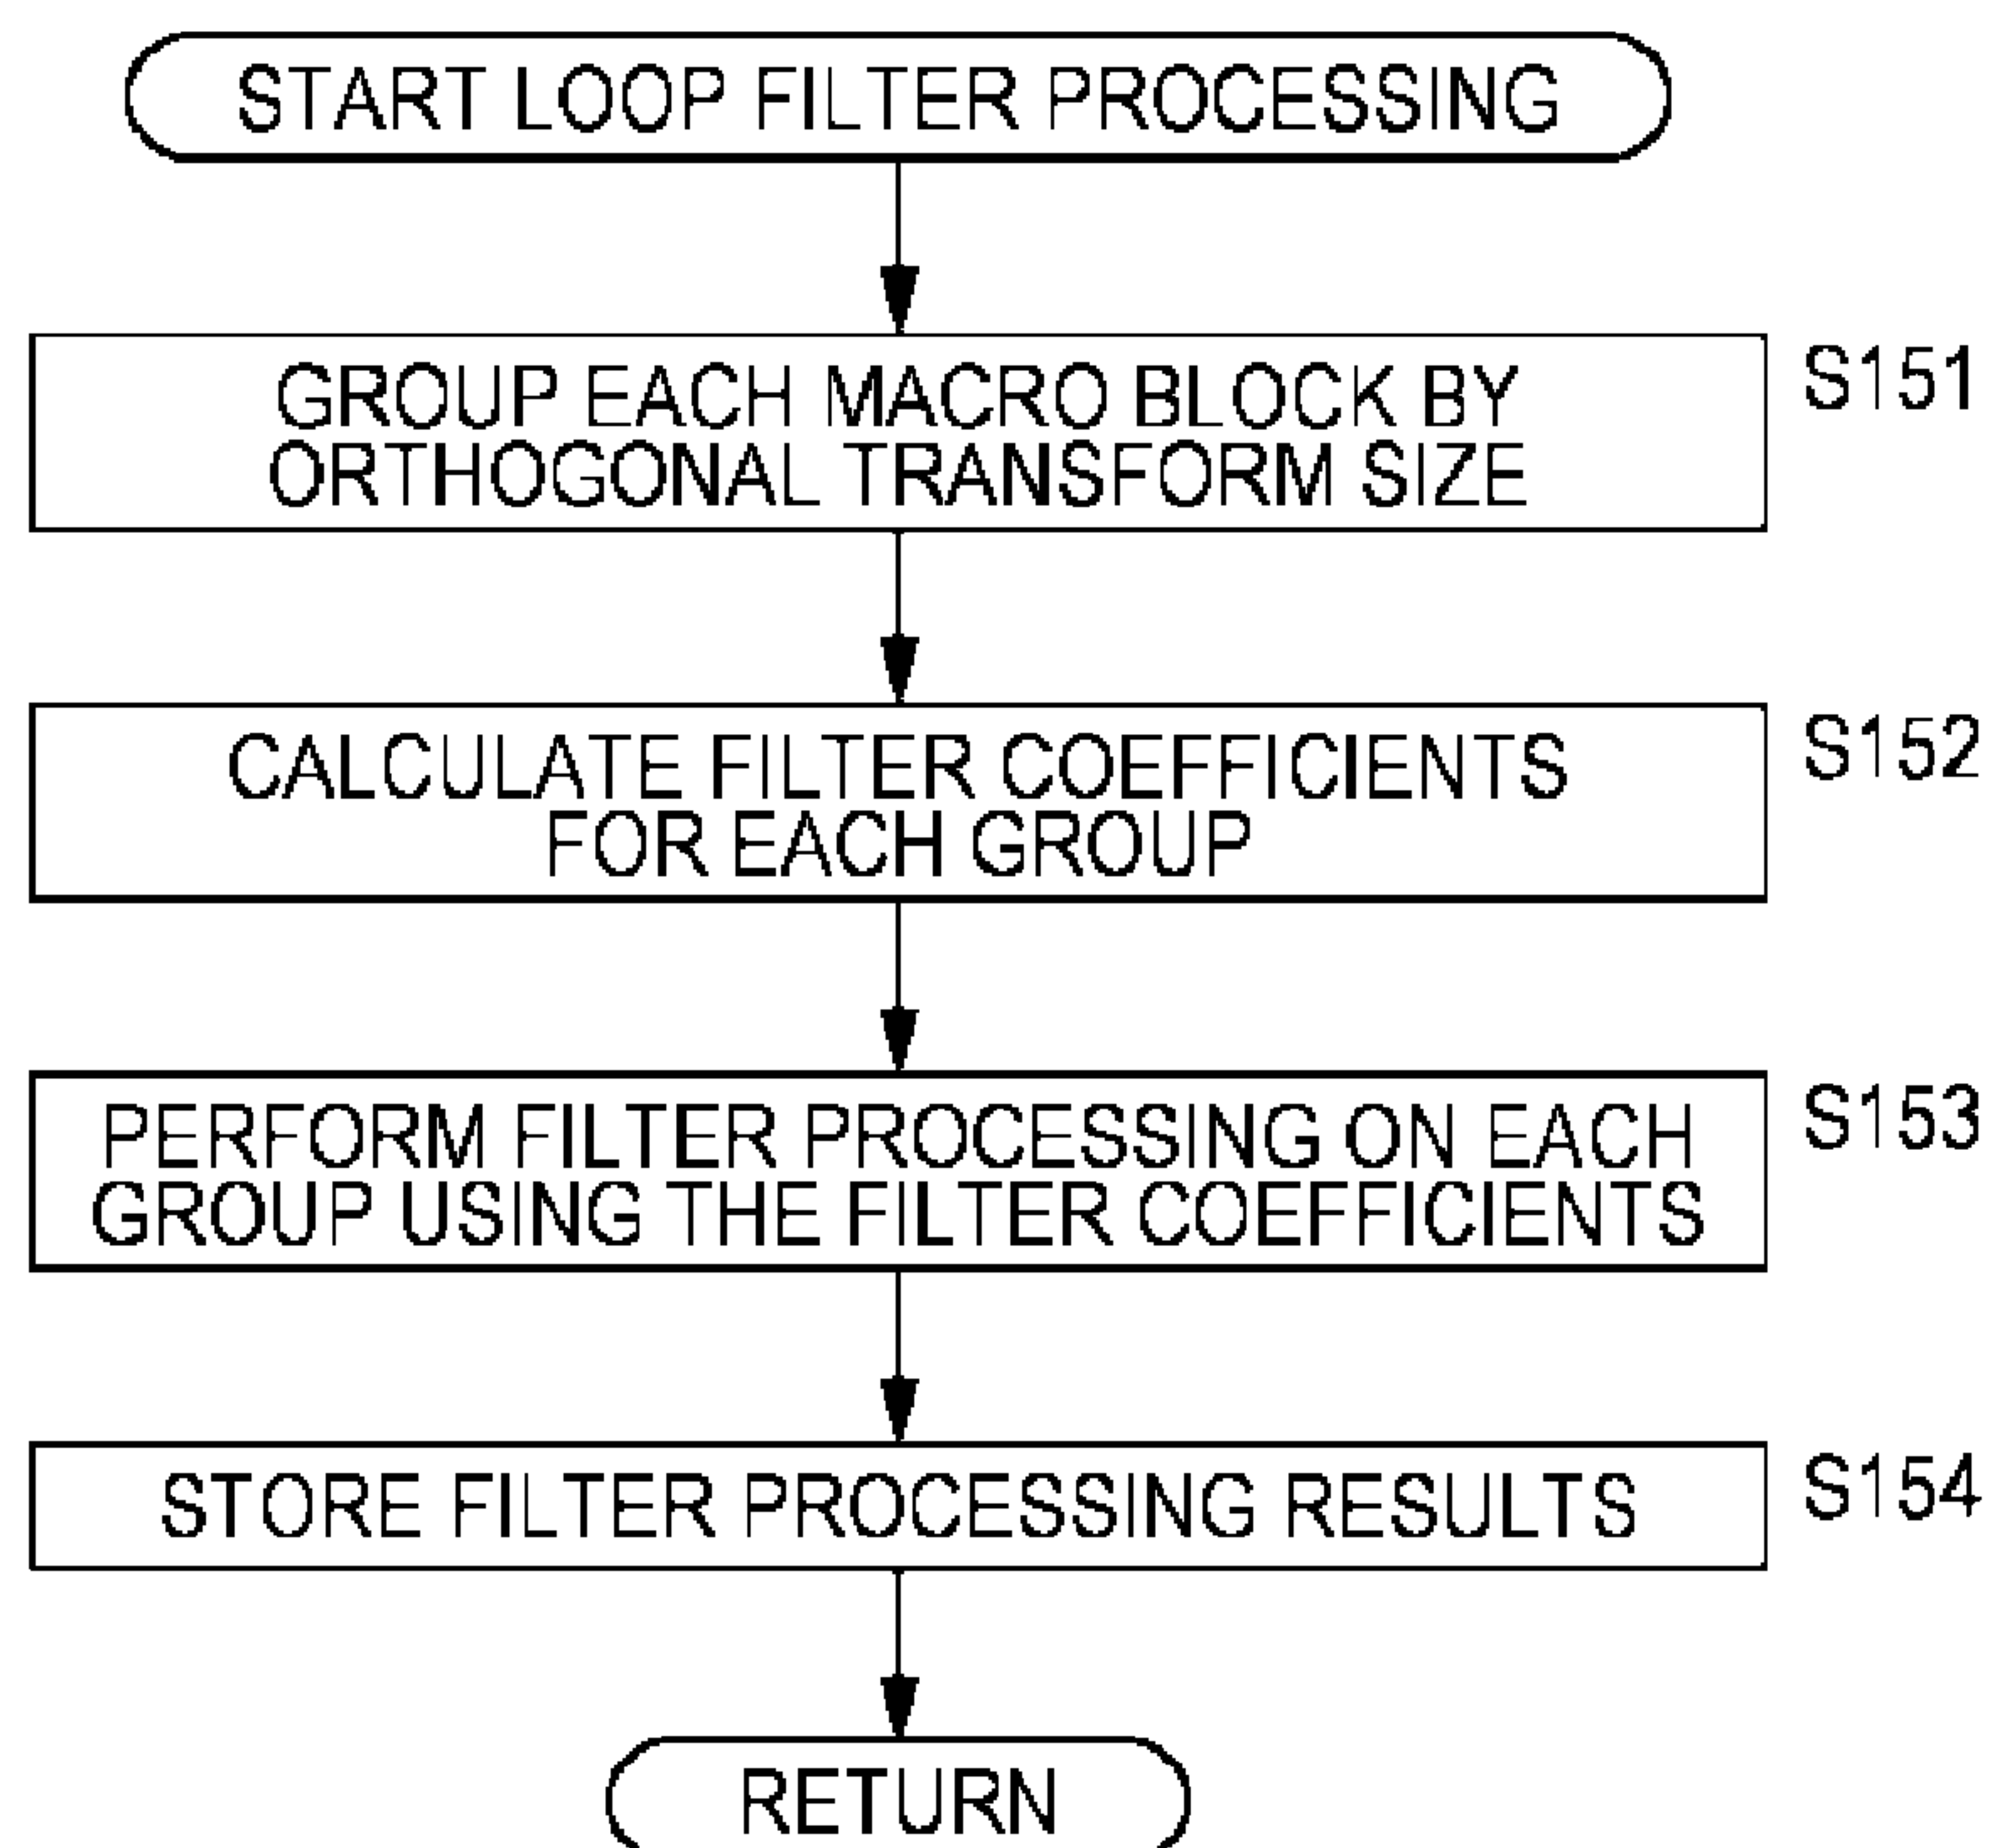 START LOOP FILTER PROCESSING
GROUP EACH MACRO BLOCK BY
ORTHOGONAL TRANSFORM SIZE
S151
CALCULATE FILTER COEFFICIENTS
FOR EACH GROUP
S152
PERFORM FILTER PROCESSING ON EACH
GROUP USING THE FILTER COEFFICIENTS
S153
STORE FILTER PROCESSING RESULTS
S154
RETURN